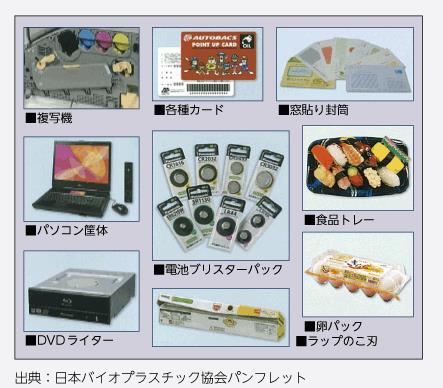 AUTOBACS
POINT UP CARD
OIL
■複写機
■各種カード
■窓貼り封筒
CR2032
LR44
■パソコン筐体
■電池ブリスターパック
■食品トレー
■DVDライター
■卵パック
■ラップのこ刃
出典：日本バイオプラスチック協会パンフレット